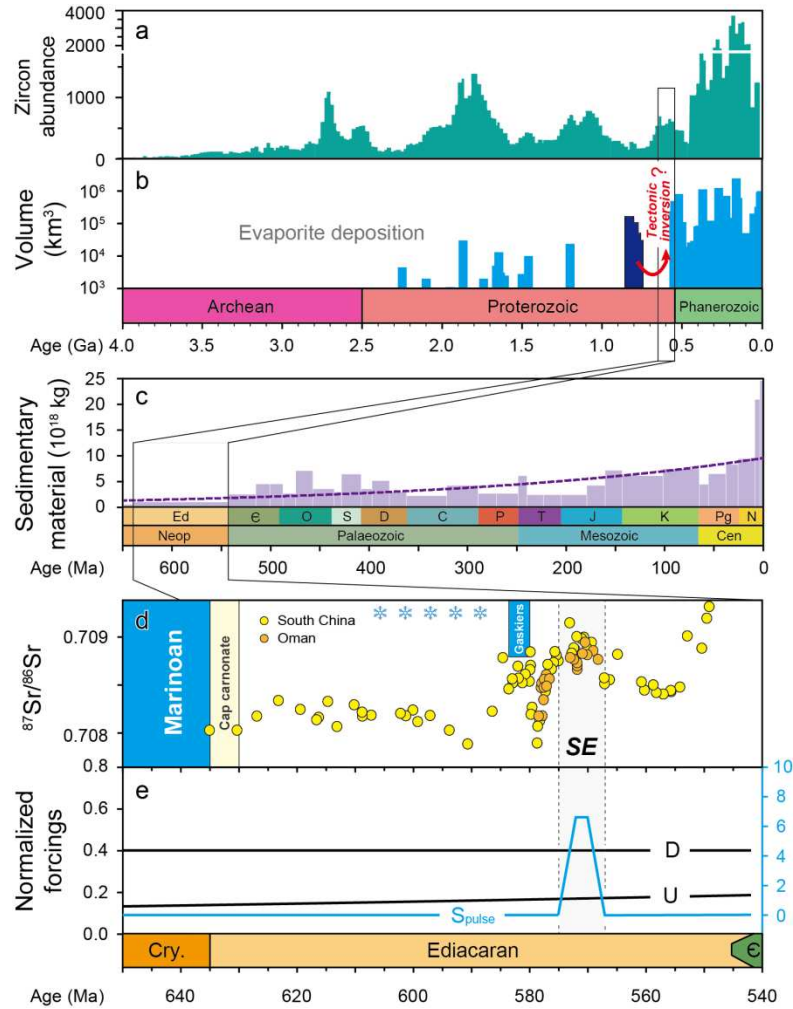 a
4000
2000
1000
0
Zircon
abundance
b
10⁶
10⁵
10⁴
10³
Volume
(km³)
Evaporite deposition
Tectonic
inversion ?
Archean Proterozoic Phanerozoic
Age (Ga) 4.0 3.5 3.0 2.5 2.0 1.5 1.0 0.5 0.0
c
25
20
15
10
5
0
Sedimentary
material (10¹⁸ kg)
Ed Є O S D C P T J K Pg N
Neop Palaeozoic Mesozoic Cen
Age (Ma) 600 500 400 300 200 100 0
d
0.709
0.708
⁸⁷Sr/⁸⁶Sr
Marinoan
Cap carnonate
* * * * *
South China
Oman
Gaskiers
SE
e
0.8
0.6
0.4
0.2
0.0
Normalized
forcings
D
U
Spulse
10
8
6
4
2
0
Cry. Ediacaran Є
Age (Ma) 640 620 600 580 560 540